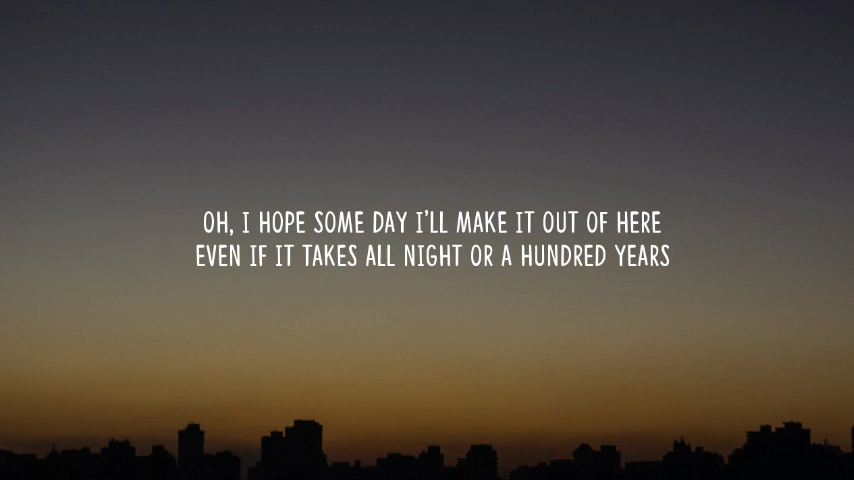 OH, I HOPE SOME DAY I'LL MAKE IT OUT OF HERE
EVEN IF IT TAKES ALL NIGHT OR A HUNDRED YEARS